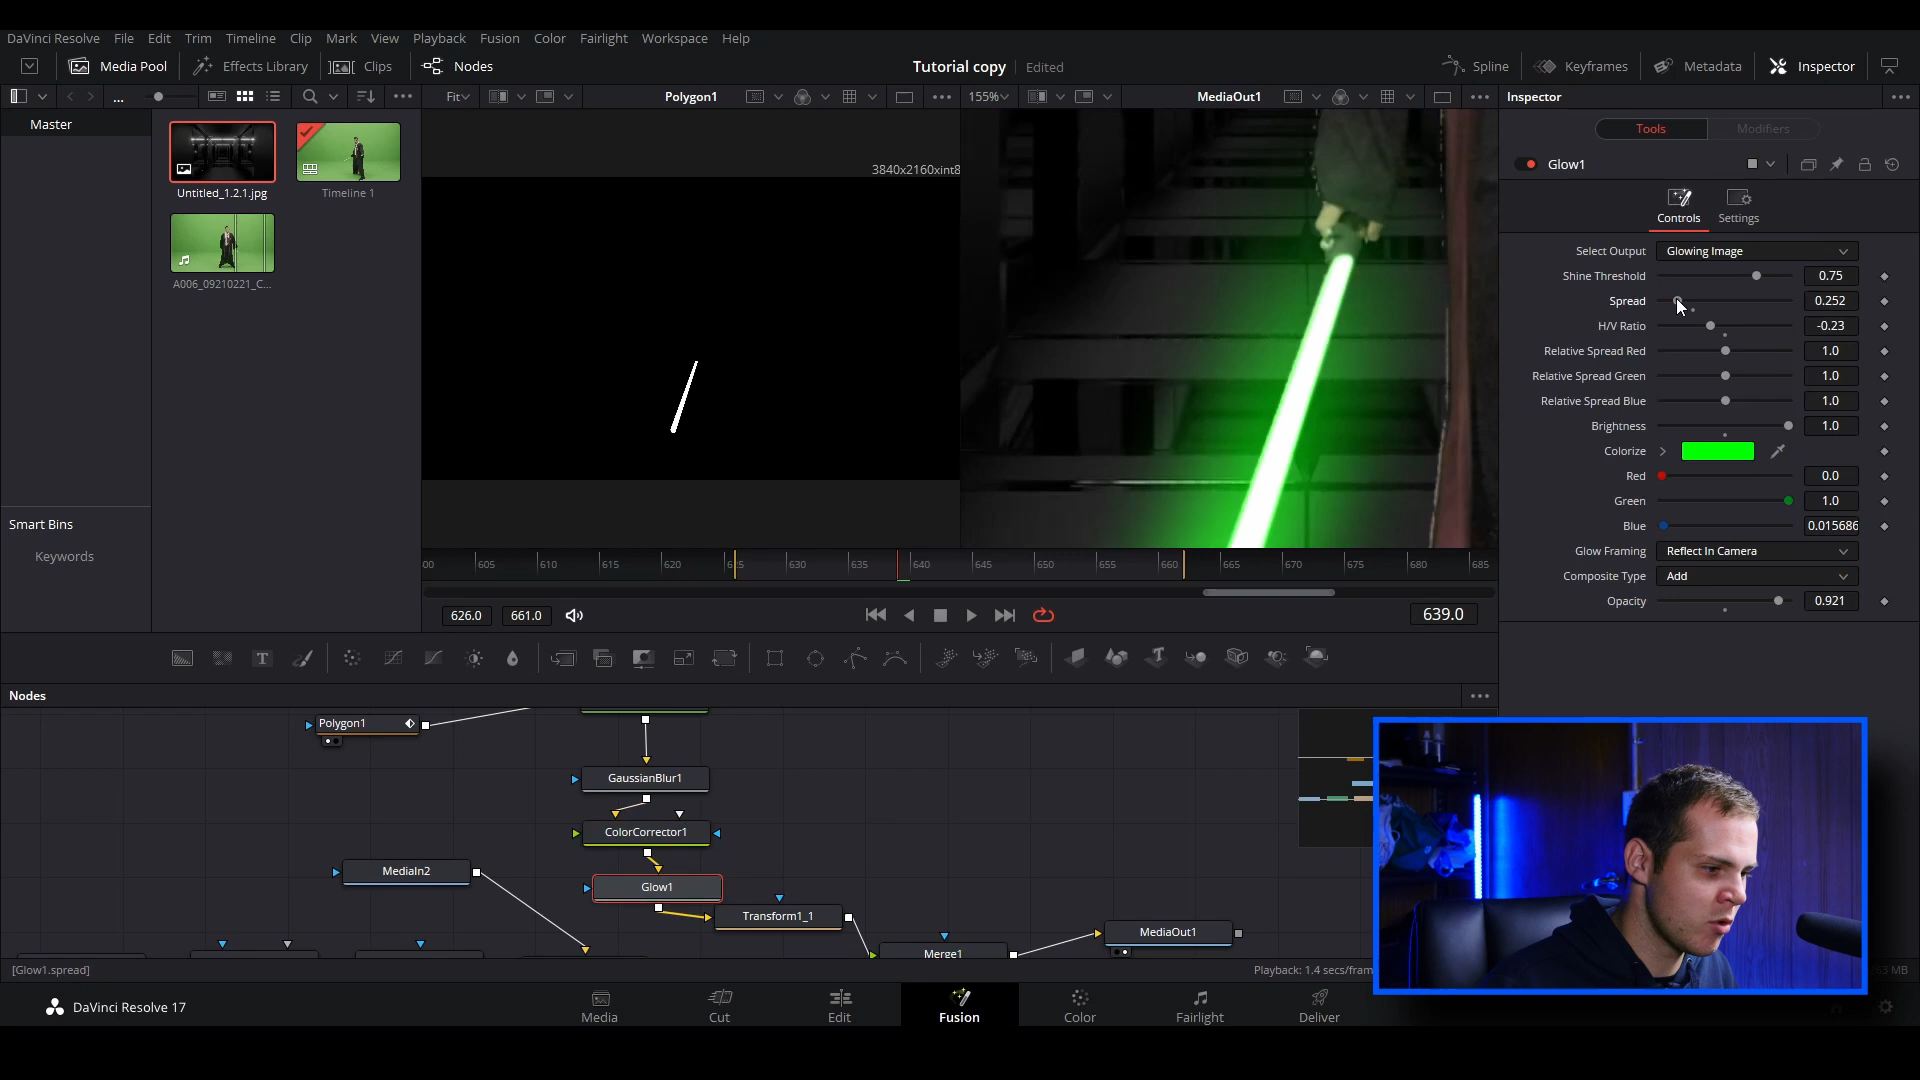 DaVinci Resolve File Edit Trim Timeline Clip Mark View Playback Fusion Color Fairlight Workspace Help
Media Pool Effects Library Clips Nodes Tutorial copy Edited Spline Keyframes Metadata Inspector
... Fit Polygon1 155% MediaOut1 Inspector
Master
Tools Modifiers
Glow1
3840x2160xint8
Untitled_1.2.1.jpg Timeline 1
Controls Settings
Select Output Glowing Image
Shine Threshold 0.75
A006_09210221_C...
Spread 0.252
H/V Ratio -0.23
Relative Spread Red 1.0
Relative Spread Green 1.0
Relative Spread Blue 1.0
Brightness 1.0
Colorize
Red 0.0
Green 1.0
Smart Bins
Blue 0.015686
Keywords
Glow Framing Reflect In Camera
00 605 610 615 620 630 635 640 645 650 655 660 665 670 675 680 685
Composite Type Add
Opacity 0.921
626.0 661.0 639.0
Nodes
Polygon1
GaussianBlur1
ColorCorrector1
MediaIn2
Glow1
Transform1_1
MediaOut1
Merge1
[Glow1.spread] Playback: 1.4 secs/fram
MB
DaVinci Resolve 17 Media Cut Edit Fusion Color Fairlight Deliver